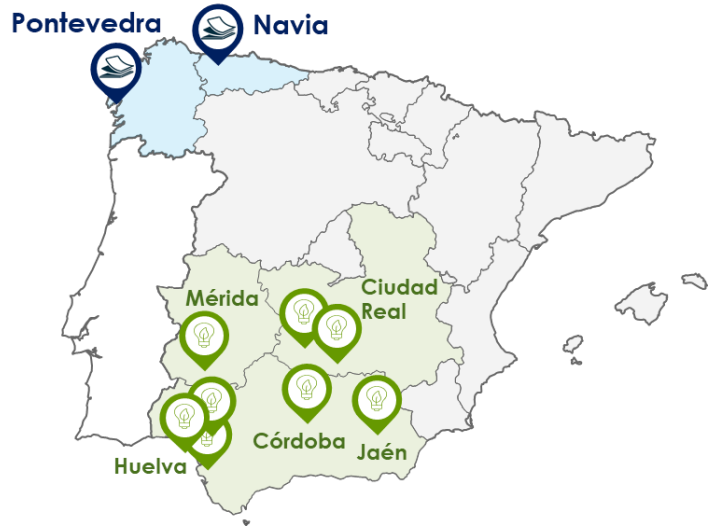 Pontevedra
Navia
Mérida
Ciudad
Real
Córdoba
Jaén
Huelva